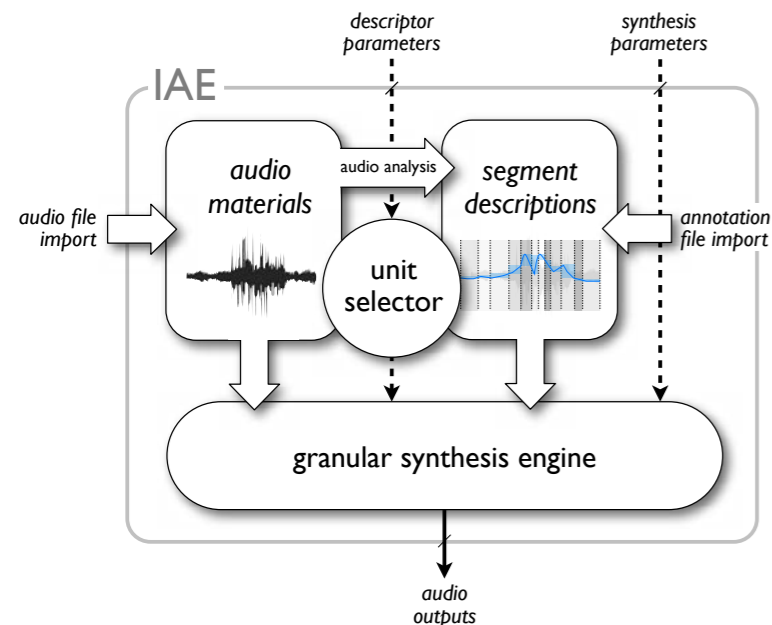 descriptor
parameters
synthesis
parameters
IAE
audio
materials
audio analysis
segment
descriptions
audio file
import
annotation
file import
unit
selector
granular synthesis engine
audio
outputs